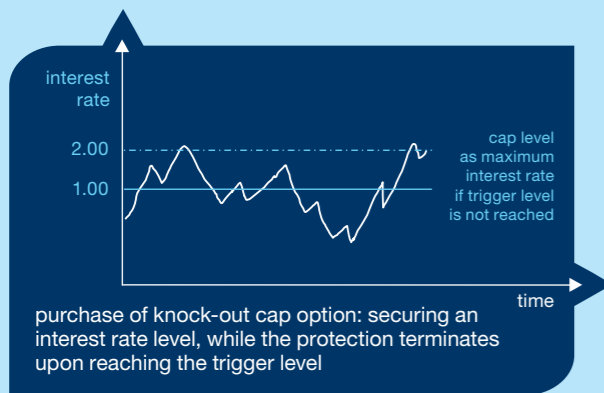 interest
rate
2.00
1.00
cap level
as maximum
interest rate
if trigger level
is not reached
time
purchase of knock-out cap option: securing an
interest rate level, while the protection terminates
upon reaching the trigger level